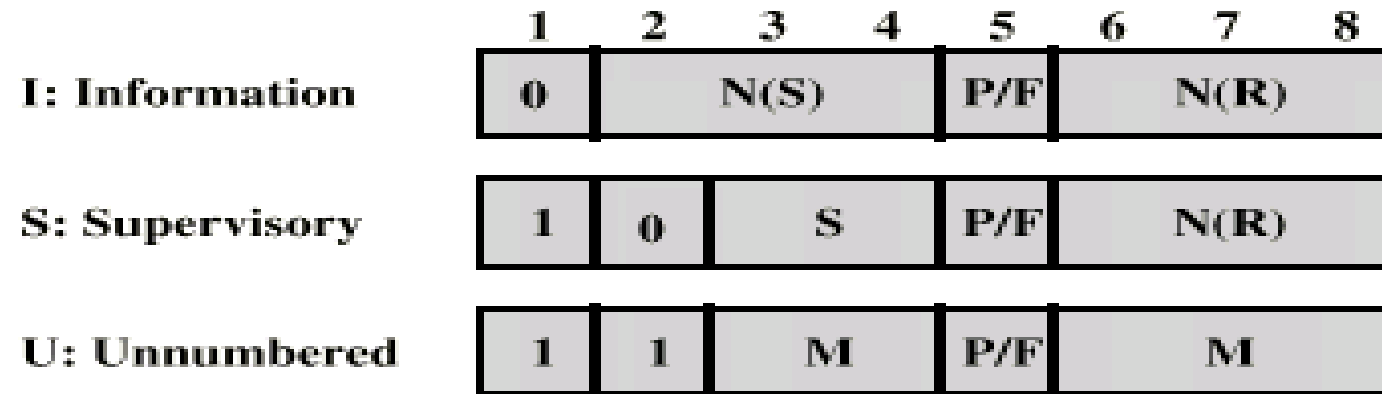 1 2 3 4 5 6 7 8
I: Information 0 N(S) P/F N(R)
S: Supervisory 1 0 S P/F N(R)
U: Unnumbered 1 1 M P/F M